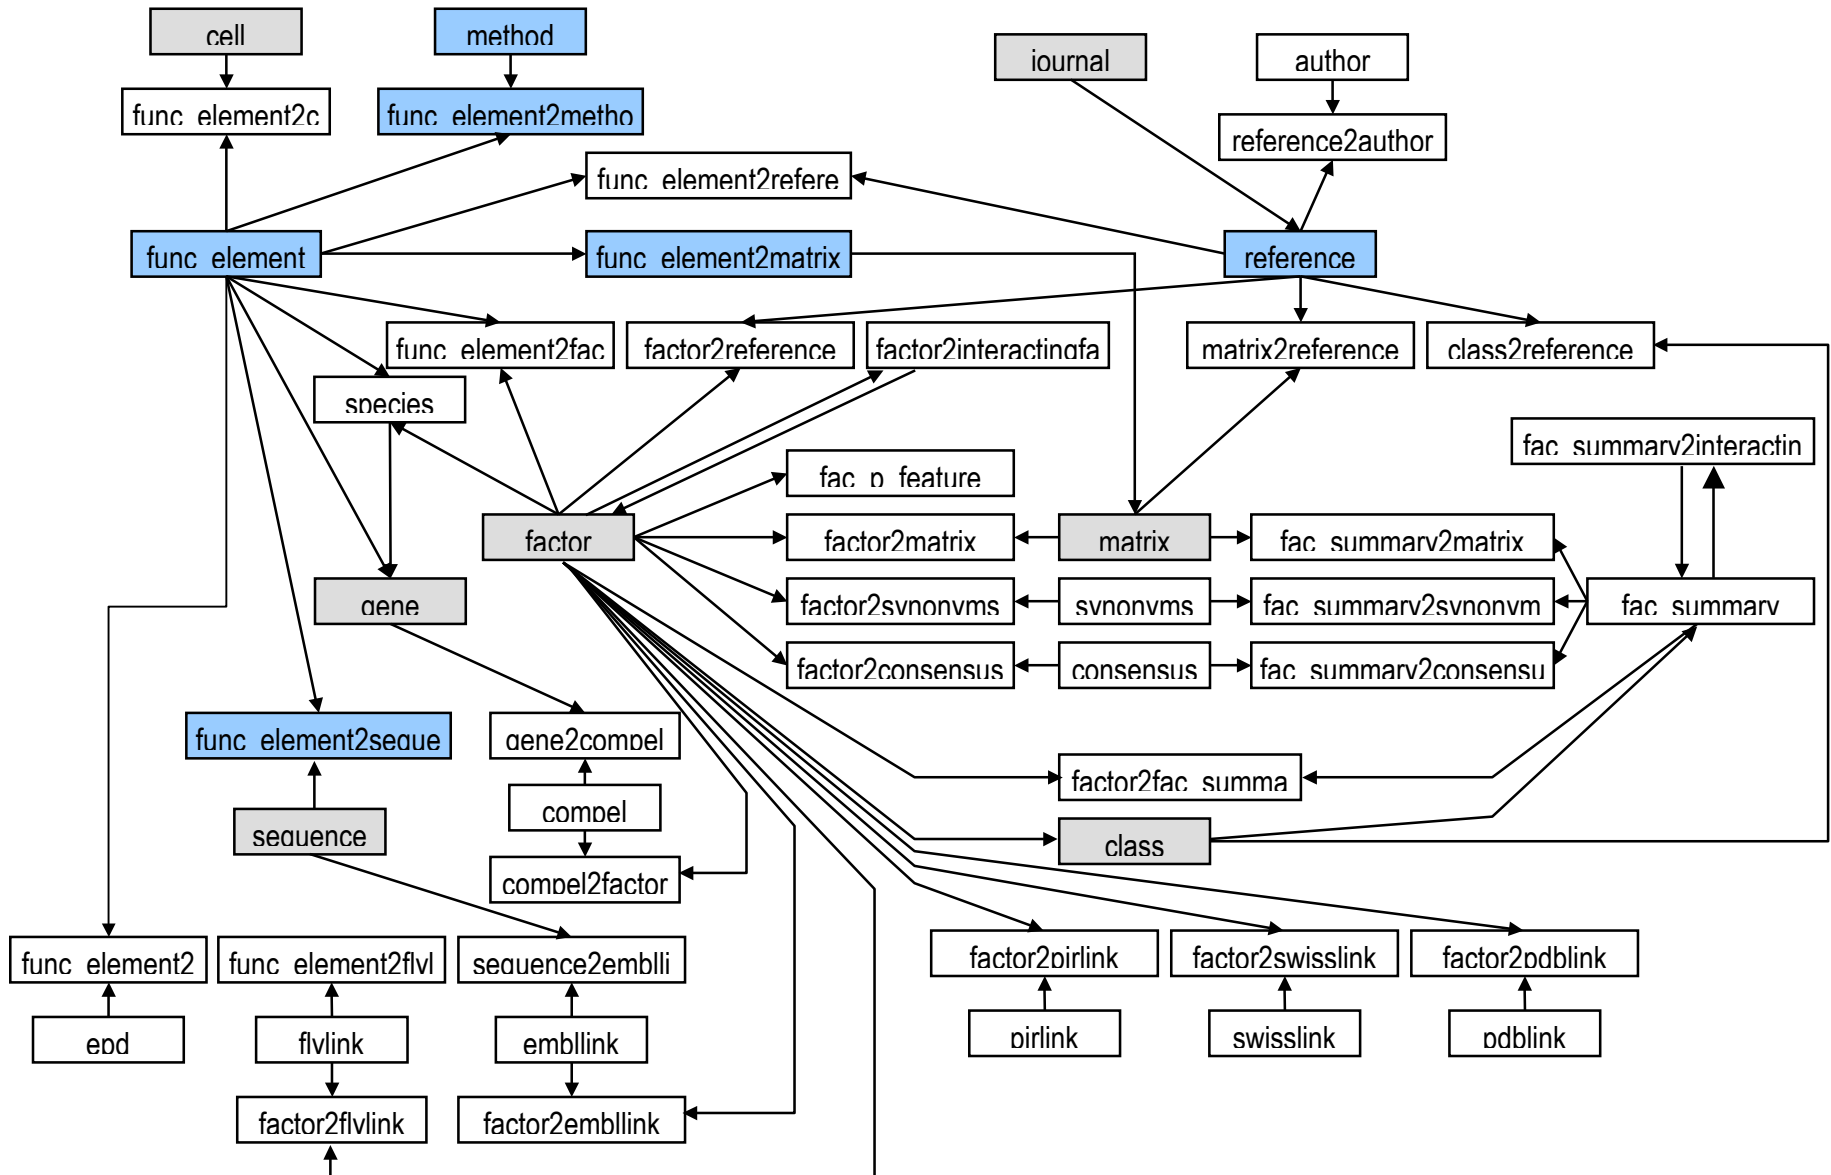 cell
method
journal
author
func_element2c
func_element2metho
reference2author
func_element2refere
func_element
func_element2matrix
reference
func_element2fac
factor2reference
factor2interactingfa
matrix2reference
class2reference
species
fac_summary2interactin
fac_p_feature
factor
factor2matrix
matrix
fac_summary2matrix
gene
factor2synonyms
synonyms
fac_summary2synonym
fac_summary
factor2consensus
consensus
fac_summary2consensu
func_element2seque
gene2compel
factor2fac_summa
compel
sequence
class
compel2factor
func_element2
func_element2flyl
sequence2emblli
factor2pirlink
factor2swisslink
factor2pdblink
epd
flylink
embllink
pirlink
swisslink
pdblink
factor2flylink
factor2embllink